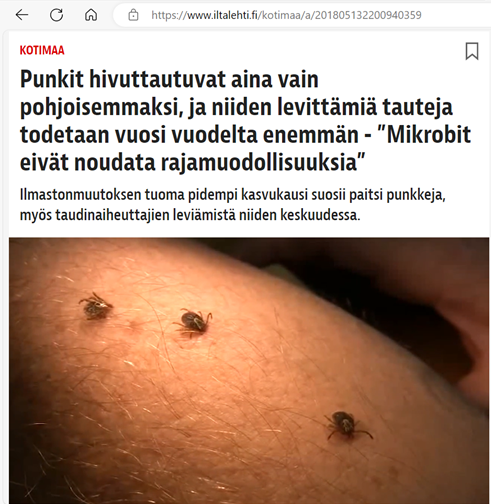 https://www.iltalehti.fi/kotimaa/a/201805132200940359
KOTIMAA
Punkit hivuttautuvat aina vain
pohjoisemmaksi, ja niiden levittämiä tauteja
todetaan vuosi vuodelta enemmän - ”Mikrobit
eivät noudata rajamuodollisuuksia”
Ilmastonmuutoksen tuoma pidempi kasvukausi suosii paitsi punkkeja,
myös taudinaiheuttajien leviämistä niiden keskuudessa.